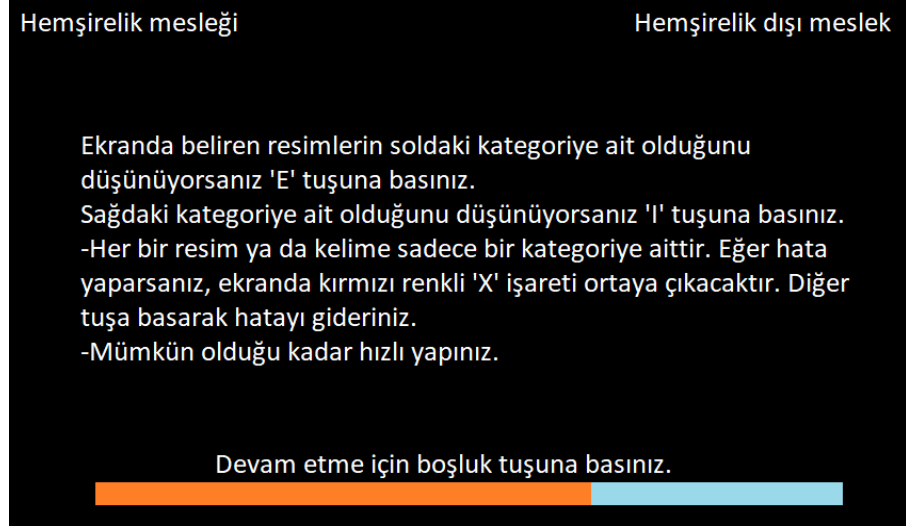 Hemşirelik mesleği
Hemşirelik dışı meslek
Ekranda beliren resimlerin soldaki kategoriye ait olduğunu
düşünüyorsanız 'E' tuşuna basınız.
Sağdaki kategoriye ait olduğunu düşünüyorsanız 'I' tuşuna basınız.
-Her bir resim ya da kelime sadece bir kategoriye aittir. Eğer hata
yaparsanız, ekranda kırmızı renkli 'X' işareti ortaya çıkacaktır. Diğer
tuşa basarak hatayı gideriniz.
-Mümkün olduğu kadar hızlı yapınız.
Devam etme için boşluk tuşuna basınız.